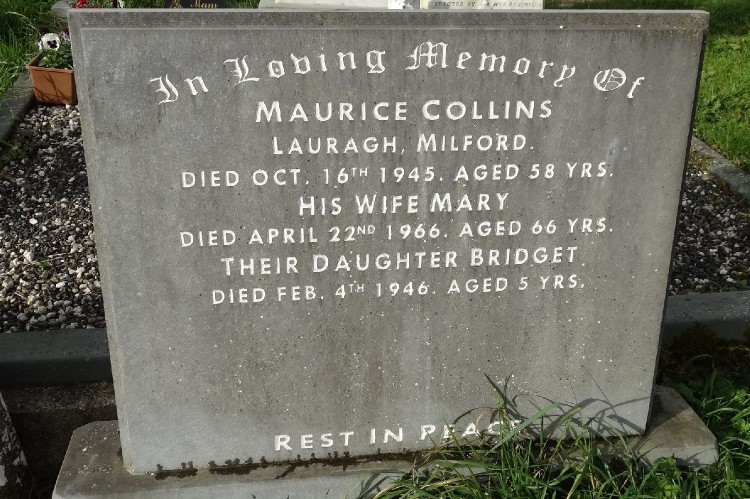 Mam
In Loving Memory Of
MAURICE COLLINS
LAURAGH, MILFORD.
DIED OCT. 16TH 1945. AGED 58 YRS.
HIS WIFE MARY
DIED APRIL 22ND 1966. AGED 66 YRS.
THEIR DAUGHTER BRIDGET
DIED FEB. 4TH 1946. AGED 5 YRS.
REST IN PEACE